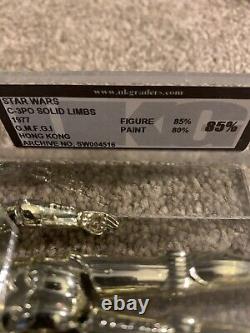 www.ukgraders.com
STAR WARS
C-3PO SOLID LIMBS
1977
G.M.F.G.I
HONG KONG
ARCHIVE NO. SW004516
FIGURE 85%
PAINT 80%
85%